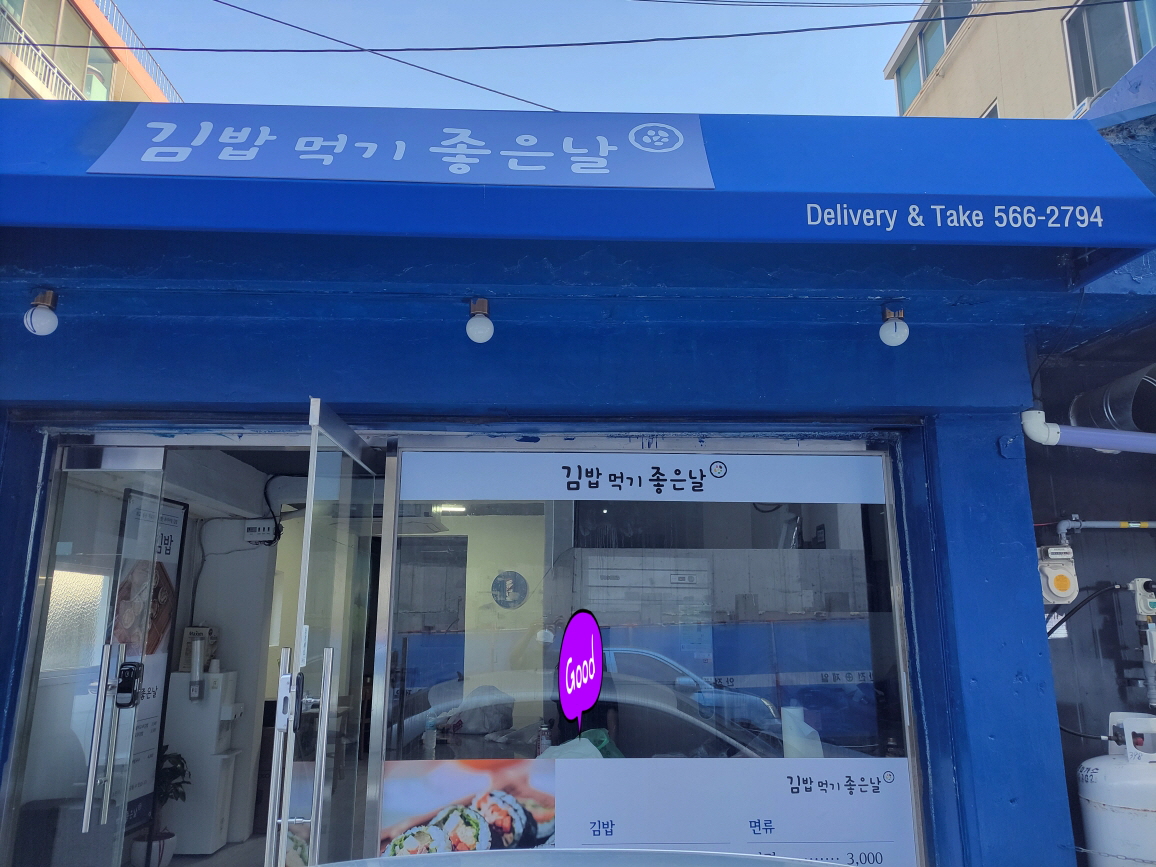 김밥 먹기 좋은날
Delivery & Take 566-2794
김밥 먹기 좋은날
Good
김밥 먹기 좋은날
김밥
면류
3,000